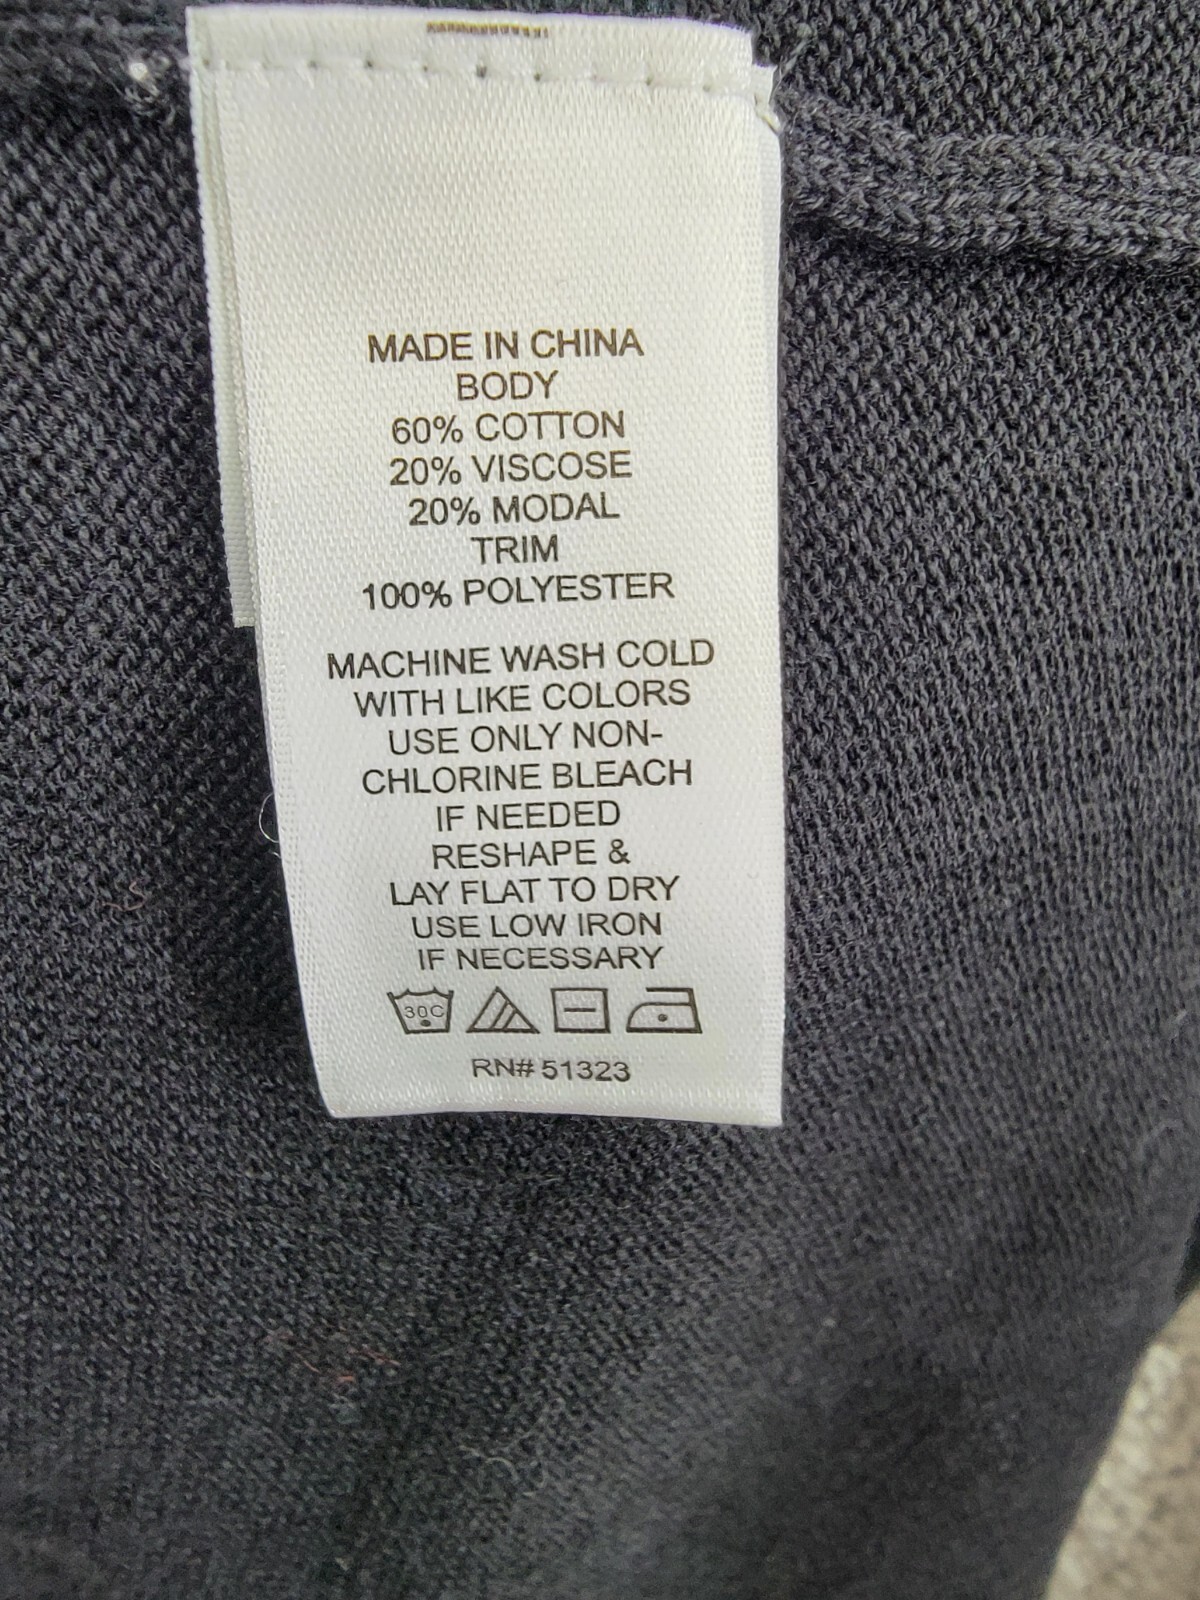 MADE IN CHINA
BODY
60% COTTON
20% VISCOSE
20% MODAL
TRIM
100% POLYESTER
MACHINE WASH COLD
WITH LIKE COLORS
USE ONLY NON-
CHLORINE BLEACH
IF NEEDED
RESHAPE &
LAY FLAT TO DRY
USE LOW IRON
IF NECESSARY
30C
RN# 51323